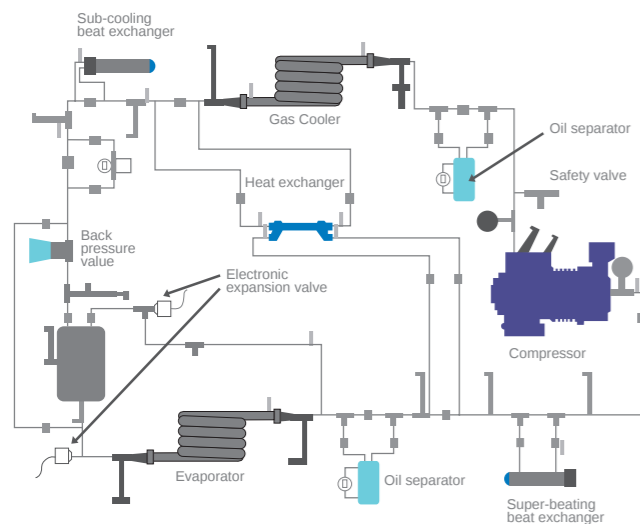 Sub-cooling
beat exchanger
Gas Cooler
Oil separator
Safety valve
Heat exchanger
Back
pressure
value
Electronic
expansion valve
Compressor
Evaporator
Oil separator
Super-beating
beat exchanger